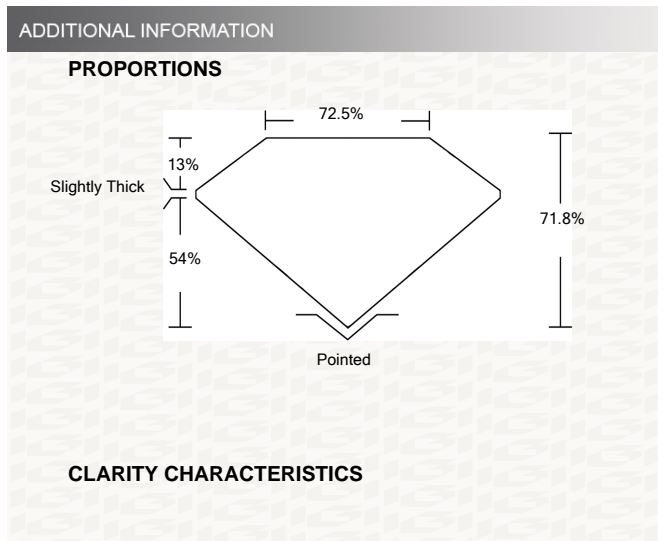 ADDITIONAL INFORMATION
PROPORTIONS
72.5%
13%
Slightly Thick
71.8%
54%
Pointed
CLARITY CHARACTERISTICS